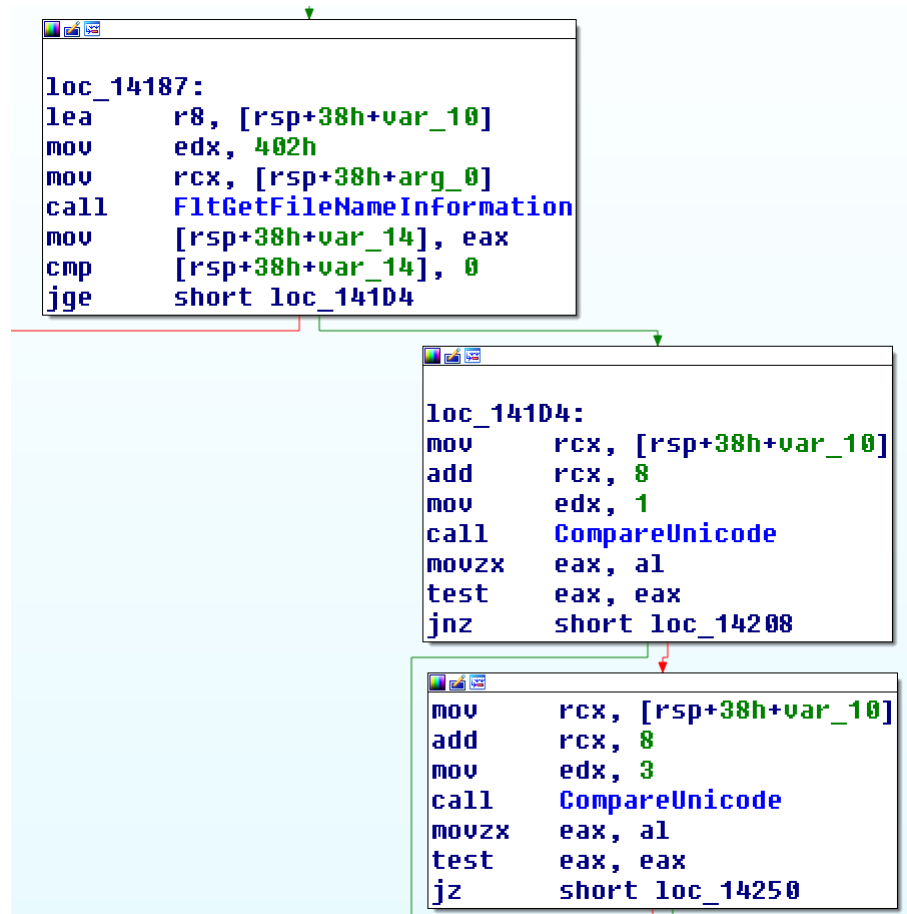 loc_14187:
lea r8, [rsp+38h+var_10]
mov edx, 402h
mov rcx, [rsp+38h+arg_0]
call FltGetFileNameInformation
mov [rsp+38h+var_14], eax
cmp [rsp+38h+var_14], 0
jge short loc_141D4
loc_141D4:
mov rcx, [rsp+38h+var_10]
add rcx, 8
mov edx, 1
call CompareUnicode
movzx eax, al
test eax, eax
jnz short loc_14208
mov rcx, [rsp+38h+var_10]
add rcx, 8
mov edx, 3
call CompareUnicode
movzx eax, al
test eax, eax
jz short loc_14250